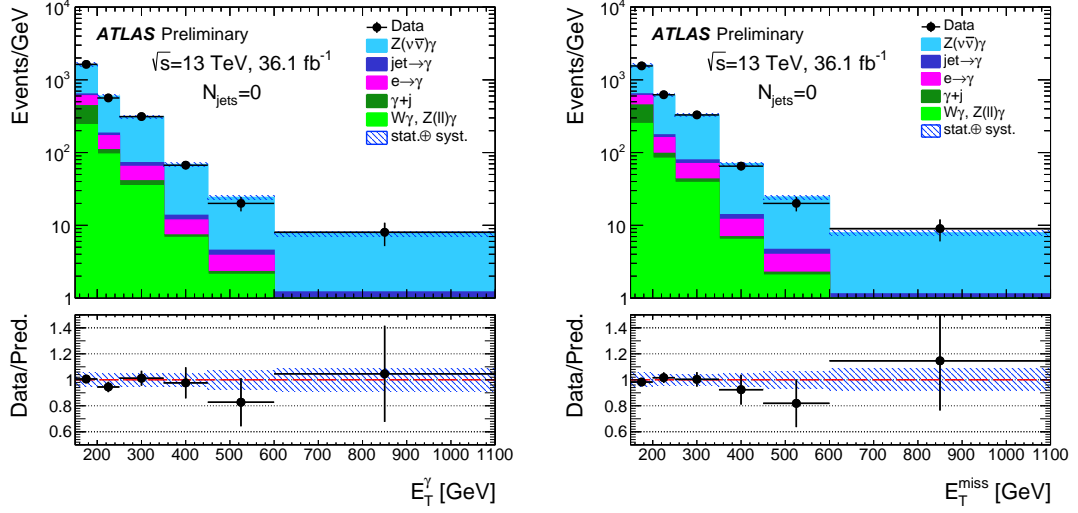 Events/GeV
10⁴
10³
10²
10
1
ATLAS Preliminary
√s=13 TeV, 36.1 fb⁻¹
N_jets=0
Data
Z(νν̅)γ
jet→γ
e→γ
γ+j
Wγ, Z(ll)γ
stat.⊕ syst.
Data/Pred.
1.4
1.2
1
0.8
0.6
200 300 400 500 600 700 800 900 1000 1100
E_T^γ [GeV]
Events/GeV
10⁴
10³
10²
10
1
ATLAS Preliminary
√s=13 TeV, 36.1 fb⁻¹
N_jets=0
Data
Z(νν̅)γ
jet→γ
e→γ
γ+j
Wγ, Z(ll)γ
stat.⊕ syst.
Data/Pred.
1.4
1.2
1
0.8
0.6
200 300 400 500 600 700 800 900 1000 1100
E_T^miss [GeV]